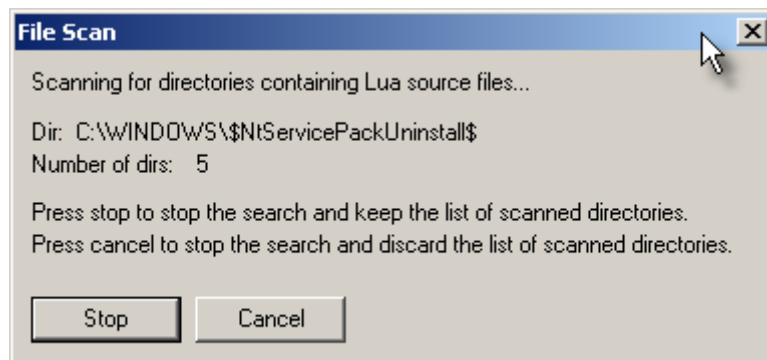 File Scan
Scanning for directories containing Lua source files...
Dir:  C:\WINDOWS\$NtServicePackUninstall$
Number of dirs:   5
Press stop to stop the search and keep the list of scanned directories.
Press cancel to stop the search and discard the list of scanned directories.
Stop
Cancel